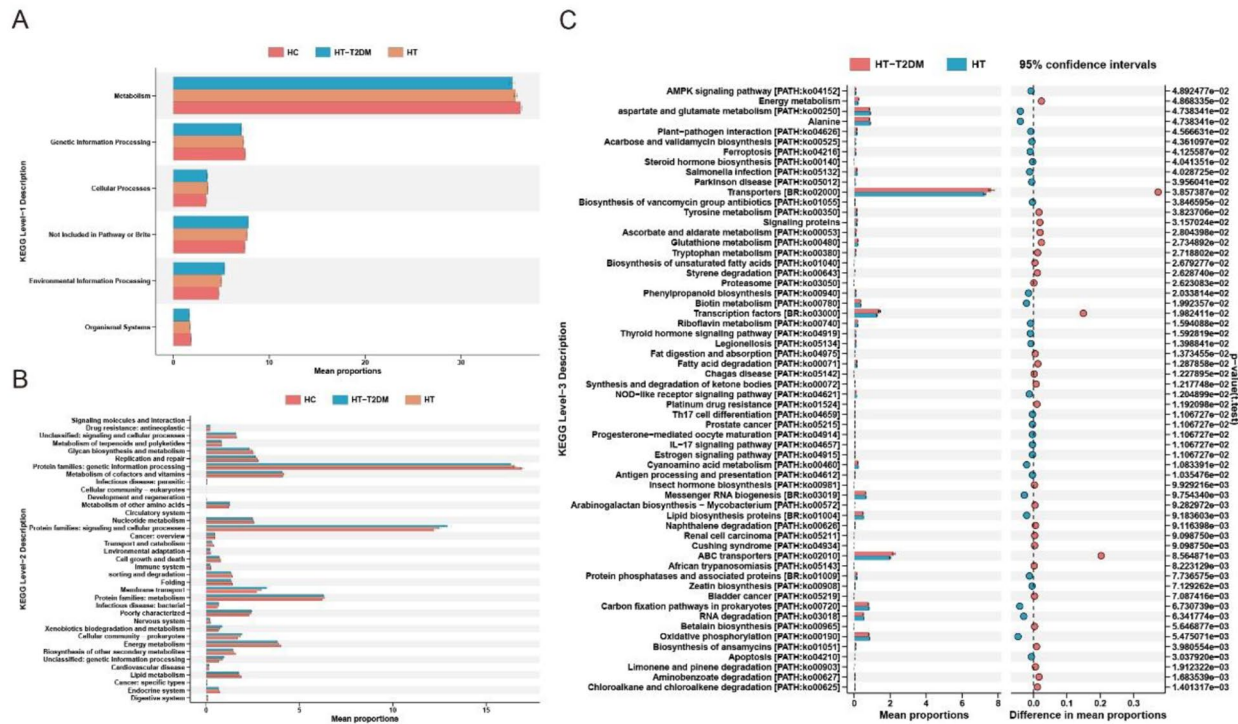 A
HC HT-T2DM HT
KEGG Level-1 Description
Metabolism
Genetic Information Processing
Cellular Processes
Not Included in Pathway or Brite
Environmental Information Processing
Organismal Systems
0 10 20 30
Mean proportions
B
HC HT-T2DM HT
KEGG Level-2 Description
Signaling molecules and interaction
Drug resistance: antineoplastic
Unclassified: signaling and cellular processes
Metabolism of terpenoids and polyketides
Glycan biosynthesis and metabolism
Replication and repair
Protein families: genetic information processing
Metabolism of cofactors and vitamins
Infectious disease: parasitic
Cellular community - eukaryotes
Development and regeneration
Metabolism of other amino acids
Circulatory system
Nucleotide metabolism
Protein families: signaling and cellular processes
Cancer: overview
Transport and catabolism
Environmental adaptation
Cell growth and death
Immune system
sorting and degradation
Folding
Membrane transport
Protein families: metabolism
Infectious disease: bacterial
Poorly characterized
Nervous system
Xenobiotics biodegradation and metabolism
Cellular community - prokaryotes
Energy metabolism
Biosynthesis of other secondary metabolites
Unclassified: genetic information processing
Cardiovascular disease
Lipid metabolism
Cancer: specific types
Endocrine system
Digestive system
0 5 10 15
Mean proportions
C
HT-T2DM HT 95% confidence intervals
KEGG Level-3 Description
AMPK signaling pathway [PATH:ko04152] 4.892477e-02
Energy metabolism 4.868335e-02
aspartate and glutamate metabolism [PATH:ko00250] 4.738341e-02
Alanine 4.738341e-02
Plant-pathogen interaction [PATH:ko04626] 4.566631e-02
Acarbose and validamycin biosynthesis [PATH:ko00525] 4.361097e-02
Ferroptosis [PATH:ko04216] 4.125587e-02
Steroid hormone biosynthesis [PATH:ko00140] 4.041351e-02
Salmonella infection [PATH:ko05132] 4.028725e-02
Parkinson disease [PATH:ko05012] 3.956041e-02
Transporters [BR:ko02000] 3.857387e-02
Biosynthesis of vancomycin group antibiotics [PATH:ko01055] 3.846595e-02
Tyrosine metabolism [PATH:ko00350] 3.823706e-02
Signaling proteins 3.157024e-02
Ascorbate and aldarate metabolism [PATH:ko00053] 2.804398e-02
Glutathione metabolism [PATH:ko00480] 2.734892e-02
Tryptophan metabolism [PATH:ko00380] 2.718802e-02
Biosynthesis of unsaturated fatty acids [PATH:ko01040] 2.679277e-02
Styrene degradation [PATH:ko00643] 2.628740e-02
Proteasome [PATH:ko03050] 2.623083e-02
Phenylpropanoid biosynthesis [PATH:ko00940] 2.033814e-02
Biotin metabolism [PATH:ko00780] 1.992357e-02
Transcription factors [BR:ko03000] 1.982411e-02
Riboflavin metabolism [PATH:ko00740] 1.594088e-02
Thyroid hormone signaling pathway [PATH:ko04919] 1.592819e-02
Legionellosis [PATH:ko05134] 1.398841e-02
Fat digestion and absorption [PATH:ko04975] 1.373455e-02
Fatty acid degradation [PATH:ko00071] 1.287858e-02
Chagas disease [PATH:ko05142] 1.227895e-02
Synthesis and degradation of ketone bodies [PATH:ko00072] 1.217748e-02
NOD-like receptor signaling pathway [PATH:ko04621] 1.204899e-02
Platinum drug resistance [PATH:ko01524] 1.192098e-02
Th17 cell differentiation [PATH:ko04659] 1.106727e-02
Prostate cancer [PATH:ko05215] 1.106727e-02
Progesterone-mediated oocyte maturation [PATH:ko04914] 1.106727e-02
IL-17 signaling pathway [PATH:ko04657] 1.106727e-02
Estrogen signaling pathway [PATH:ko04915] 1.106727e-02
Cyanoamino acid metabolism [PATH:ko00460] 1.083391e-02
Antigen processing and presentation [PATH:ko04612] 1.035476e-02
Insect hormone biosynthesis [PATH:ko00981] 9.929216e-03
Messenger RNA biogenesis [BR:ko03019] 9.754340e-03
Arabinogalactan biosynthesis - Mycobacterium [PATH:ko00572] 9.282972e-03
Lipid biosynthesis proteins [BR:ko01004] 9.183603e-03
Naphthalene degradation [PATH:ko00626] 9.116398e-03
Renal cell carcinoma [PATH:ko05211] 9.098750e-03
Cushing syndrome [PATH:ko04934] 9.098750e-03
ABC transporters [PATH:ko02010] 8.564871e-03
African trypanosomiasis [PATH:ko05143] 8.223129e-03
Protein phosphatases and associated proteins [BR:ko01009] 7.736575e-03
Zeatin biosynthesis [PATH:ko00908] 7.129262e-03
Bladder cancer [PATH:ko05219] 7.087416e-03
Carbon fixation pathways in prokaryotes [PATH:ko00720] 6.730739e-03
RNA degradation [PATH:ko03018] 6.341774e-03
Betalain biosynthesis [PATH:ko00965] 5.646877e-03
Oxidative phosphorylation [PATH:ko00190] 5.475071e-03
Biosynthesis of ansamycins [PATH:ko01051] 3.980554e-03
Apoptosis [PATH:ko04210] 3.037920e-03
Limonene and pinene degradation [PATH:ko00903] 1.912322e-03
Aminobenzoate degradation [PATH:ko00627] 1.683539e-03
Chloroalkane and chloroalkene degradation [PATH:ko00625] 1.401317e-03
p-value(t.test)
0 2 4 6 8 0.0 0.1 0.2 0.3
Mean proportions Difference in mean proportions